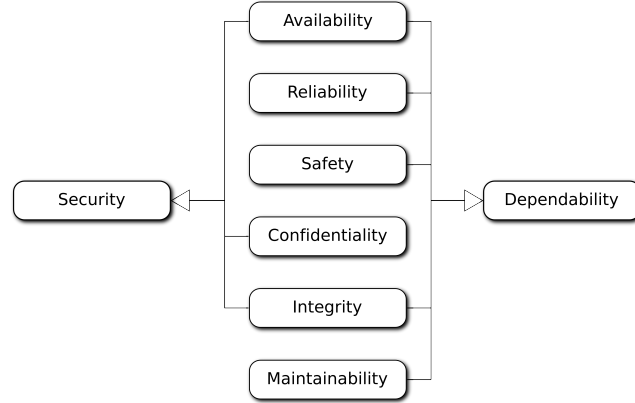 Availability
Reliability
Safety
Security
Dependability
Confidentiality
Integrity
Maintainability